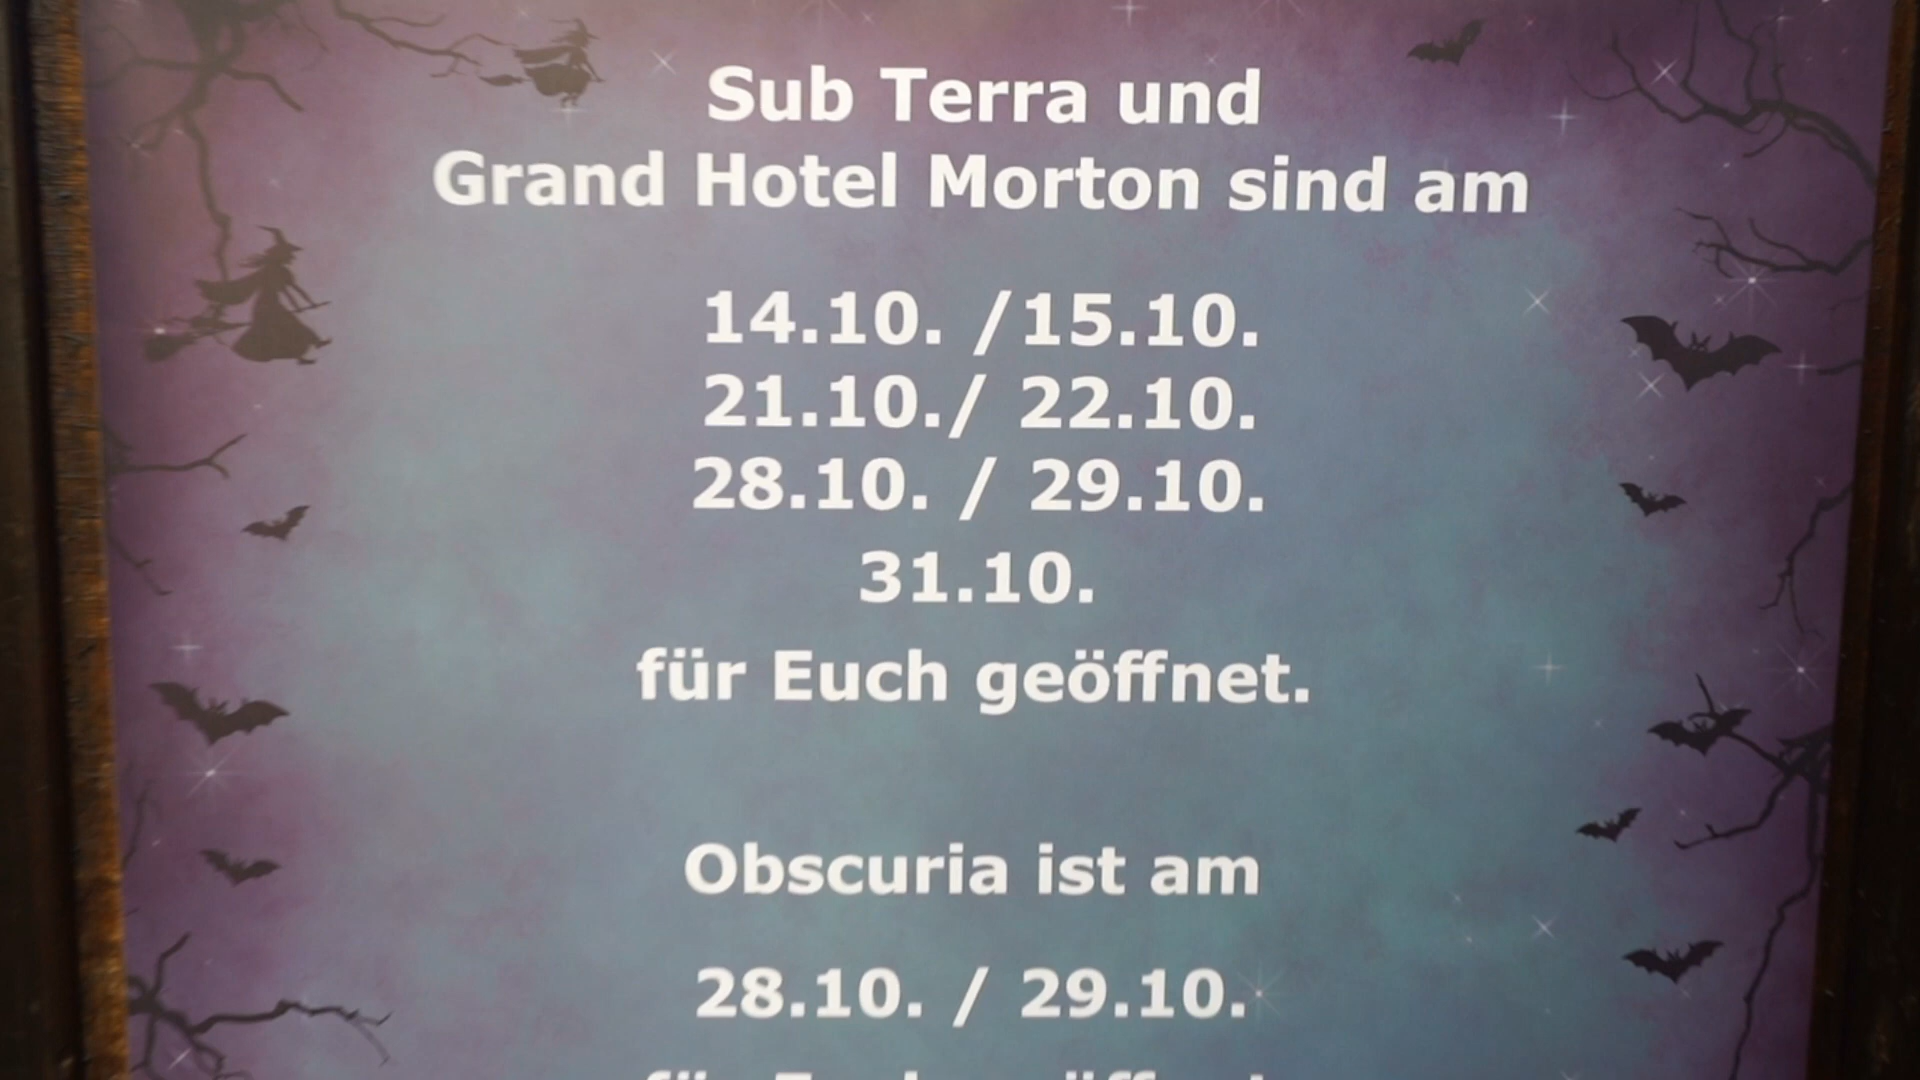 Sub Terra und
Grand Hotel Morton sind am
14.10. /15.10.
21.10./ 22.10.
28.10. / 29.10.
31.10.
für Euch geöffnet.
Obscuria ist am
28.10. / 29.10.